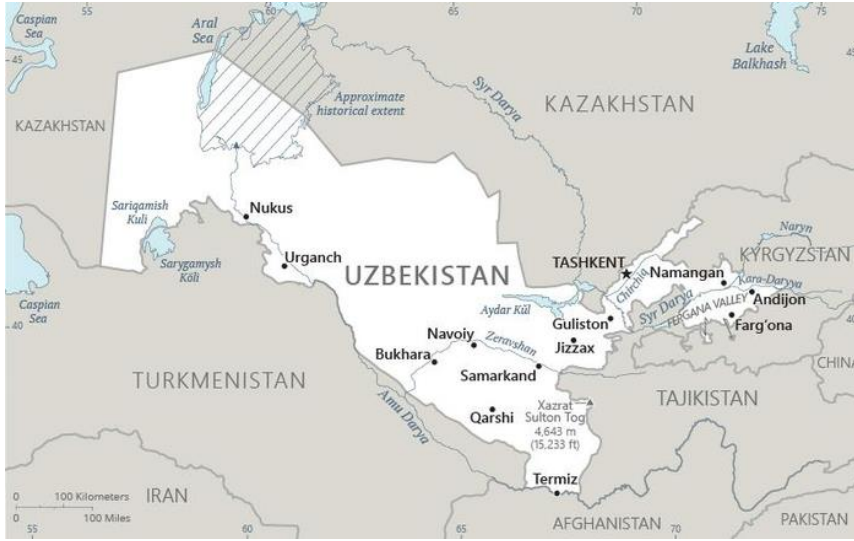 Caspian
Sea
Aral
Sea
60
65
70
75
Lake
Balkhash
45
45
Syr Darya
Approximate
historical extent
KAZAKHSTAN
KAZAKHSTAN
Sariqamish
Kuli
Nukus
Naryn
Sarygamysh
Köli
Urganch
UZBEKISTAN
TASHKENT
Chirchiq
Namangan
KYRGYZSTAN
Kara-Daryya
Caspian
Sea
40
Aydar Kŭl
Guliston
Syr Darya
FERGANA VALLEY
Andijon
Farg'ona
40
Navoiy
Zeravshan
Jizzax
Bukhara
Samarkand
CHINA
TURKMENISTAN
Amu Darya
Qarshi
Xazrat
Sulton Tog
4,643 m
(15,233 ft)
TAJIKISTAN
Termiz
0 100 Kilometers
0 100 Miles
IRAN
AFGHANISTAN
PAKISTAN
55
60
65
70